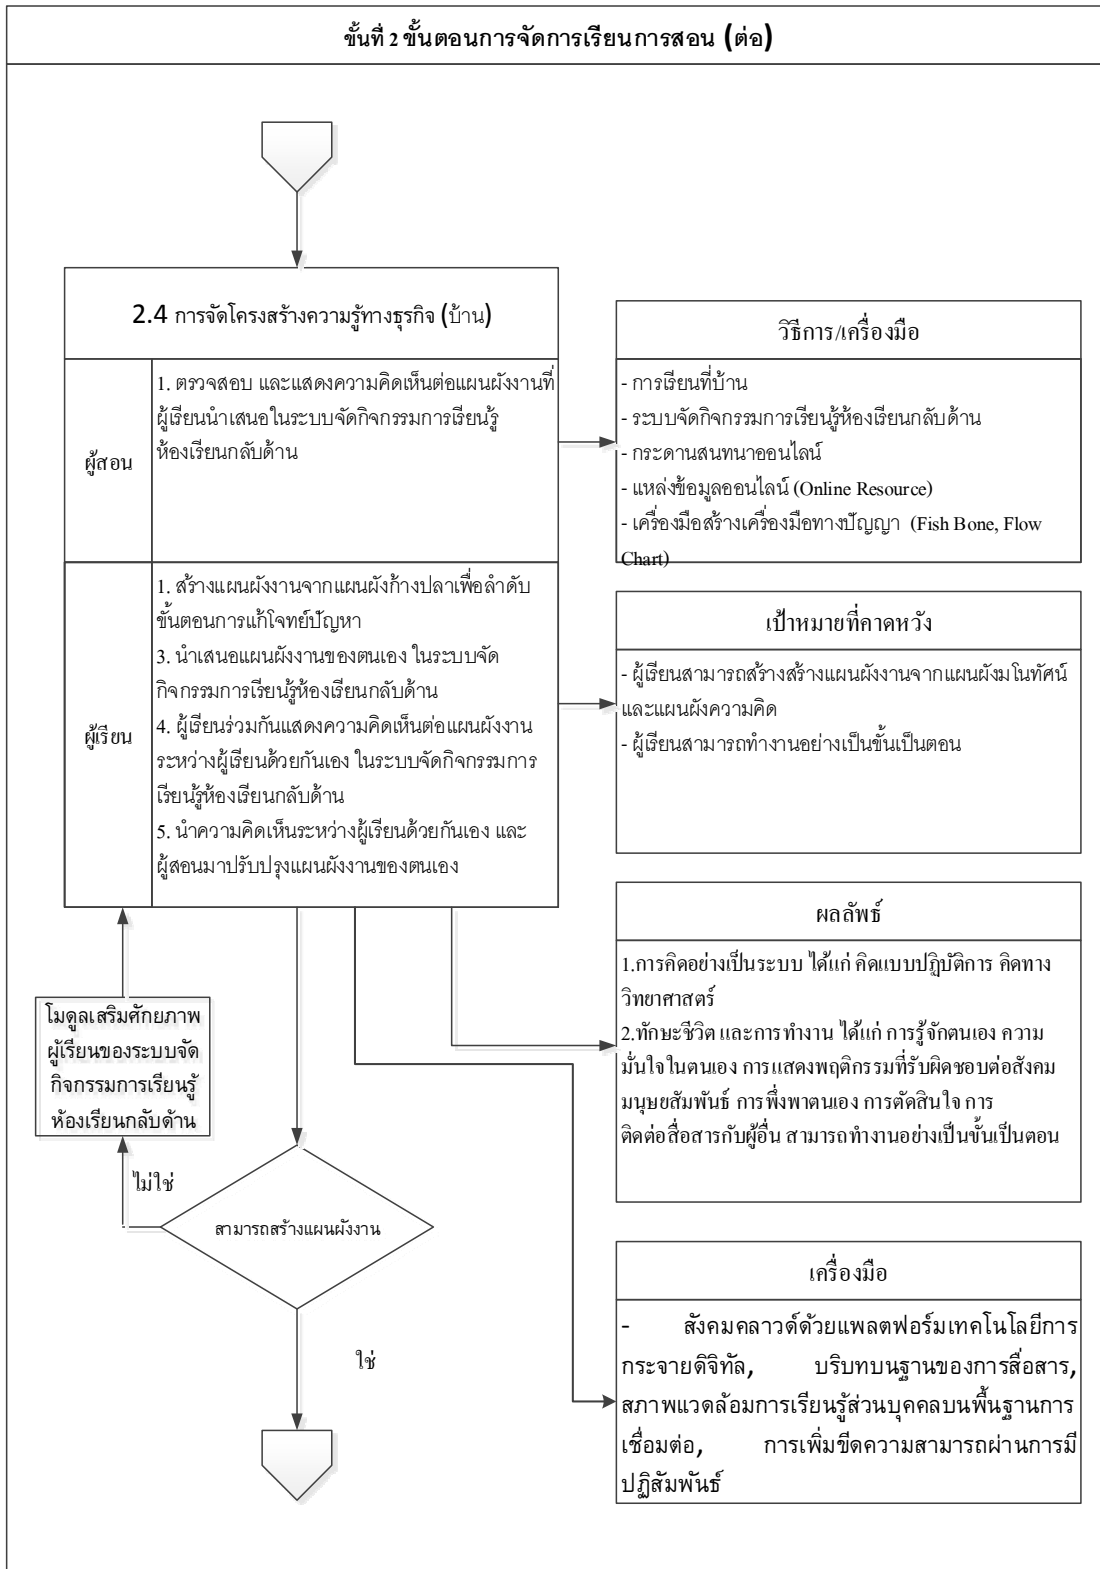 ขั้นที่ 2 ขั้นตอนการจัดการเรียนการสอน (ต่อ)
2.4 การจัดโครงสร้างความรู้ทางธุรกิจ (บ้าน)
ผู้สอน
1. ตรวจสอบ และแสดงความคิดเห็นต่อแผนผังงานที่
ผู้เรียนนำเสนอในระบบจัดกิจกรรมการเรียนรู้
ห้องเรียนกลับด้าน
ผู้เรียน
1. สร้างแผนผังงานจากแผนผังก้างปลาเพื่อลำดับ
ขั้นตอนการแก้โจทย์ปัญหา
3. นำเสนอแผนผังงานของตนเอง ในระบบจัด
กิจกรรมการเรียนรู้ห้องเรียนกลับด้าน
4. ผู้เรียนร่วมกันแสดงความคิดเห็นต่อแผนผังงาน
ระหว่างผู้เรียนด้วยกันเอง ในระบบจัดกิจกรรมการ
เรียนรู้ห้องเรียนกลับด้าน
5. นำความคิดเห็นระหว่างผู้เรียนด้วยกันเอง และ
ผู้สอนมาปรับปรุงแผนผังงานของตนเอง
วิธีการ/เครื่องมือ
- การเรียนที่บ้าน
- ระบบจัดกิจกรรมการเรียนรู้ห้องเรียนกลับด้าน
- กระดานสนทนาออนไลน์
- แหล่งข้อมูลออนไลน์ (Online Resource)
- เครื่องมือสร้างเครื่องมือทางปัญญา (Fish Bone, Flow
Chart)
เป้าหมายที่คาดหวัง
- ผู้เรียนสามารถสร้างสร้างแผนผังงานจากแผนผังมโนทัศน์
และแผนผังความคิด
- ผู้เรียนสามารถทำงานอย่างเป็นขั้นเป็นตอน
ผลลัพธ์
1.การคิดอย่างเป็นระบบ ได้แก่ คิดแบบปฏิบัติการ คิดทาง
วิทยาศาสตร์
2.ทักษะชีวิต และการทำงาน ได้แก่ การรู้จักตนเอง ความ
มั่นใจในตนเอง การแสดงพฤติกรรมที่รับผิดชอบต่อสังคม
มนุษยสัมพันธ์ การพึ่งพาตนเอง การตัดสินใจ การ
ติดต่อสื่อสารกับผู้อื่น สามารถทำงานอย่างเป็นขั้นเป็นตอน
โมดูลเสริมศักยภาพ
ผู้เรียนของระบบจัด
กิจกรรมการเรียนรู้
ห้องเรียนกลับด้าน
ไม่ใช่
สามารถสร้างแผนผังงาน
ใช่
เครื่องมือ
- สังคมคลาวด์ด้วยแพลตฟอร์มเทคโนโลยีการ
กระจายดิจิทัล, บริบทบนฐานของการสื่อสาร,
สภาพแวดล้อมการเรียนรู้ส่วนบุคคลบนพื้นฐานการ
เชื่อมต่อ, การเพิ่มขีดความสามารถผ่านการมี
ปฏิสัมพันธ์